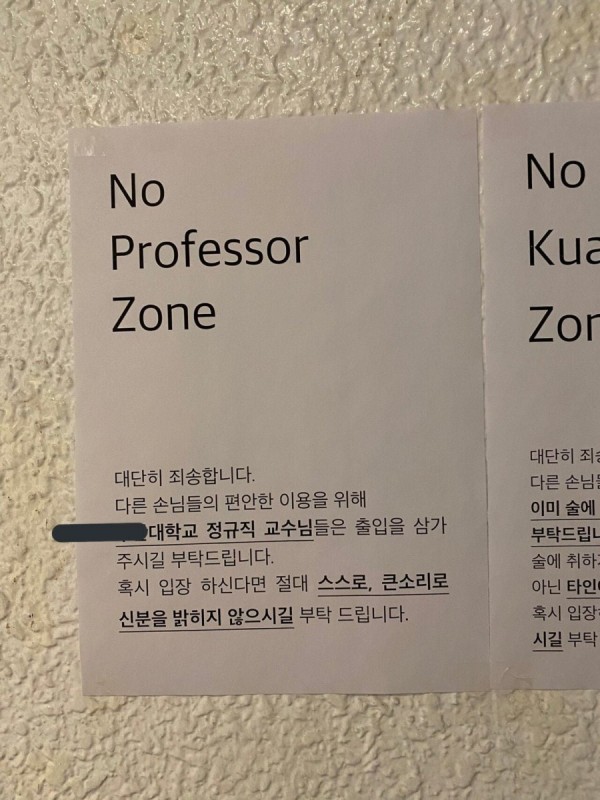 No
Professor
Zone
대단히 죄송합니다.
다른 손님들의 편안한 이용을 위해
대학교 정규직 교수님들은 출입을 삼가
주시길 부탁드립니다.
혹시 입장 하신다면 절대 스스로, 큰소리로
신분을 밝히지 않으시길 부탁 드립니다.
No
Kua
Zon
대단히 죄송
다른 손님들
이미 술에
부탁드립니
술에 취하
아닌 타인
혹시 입장
시길 부탁